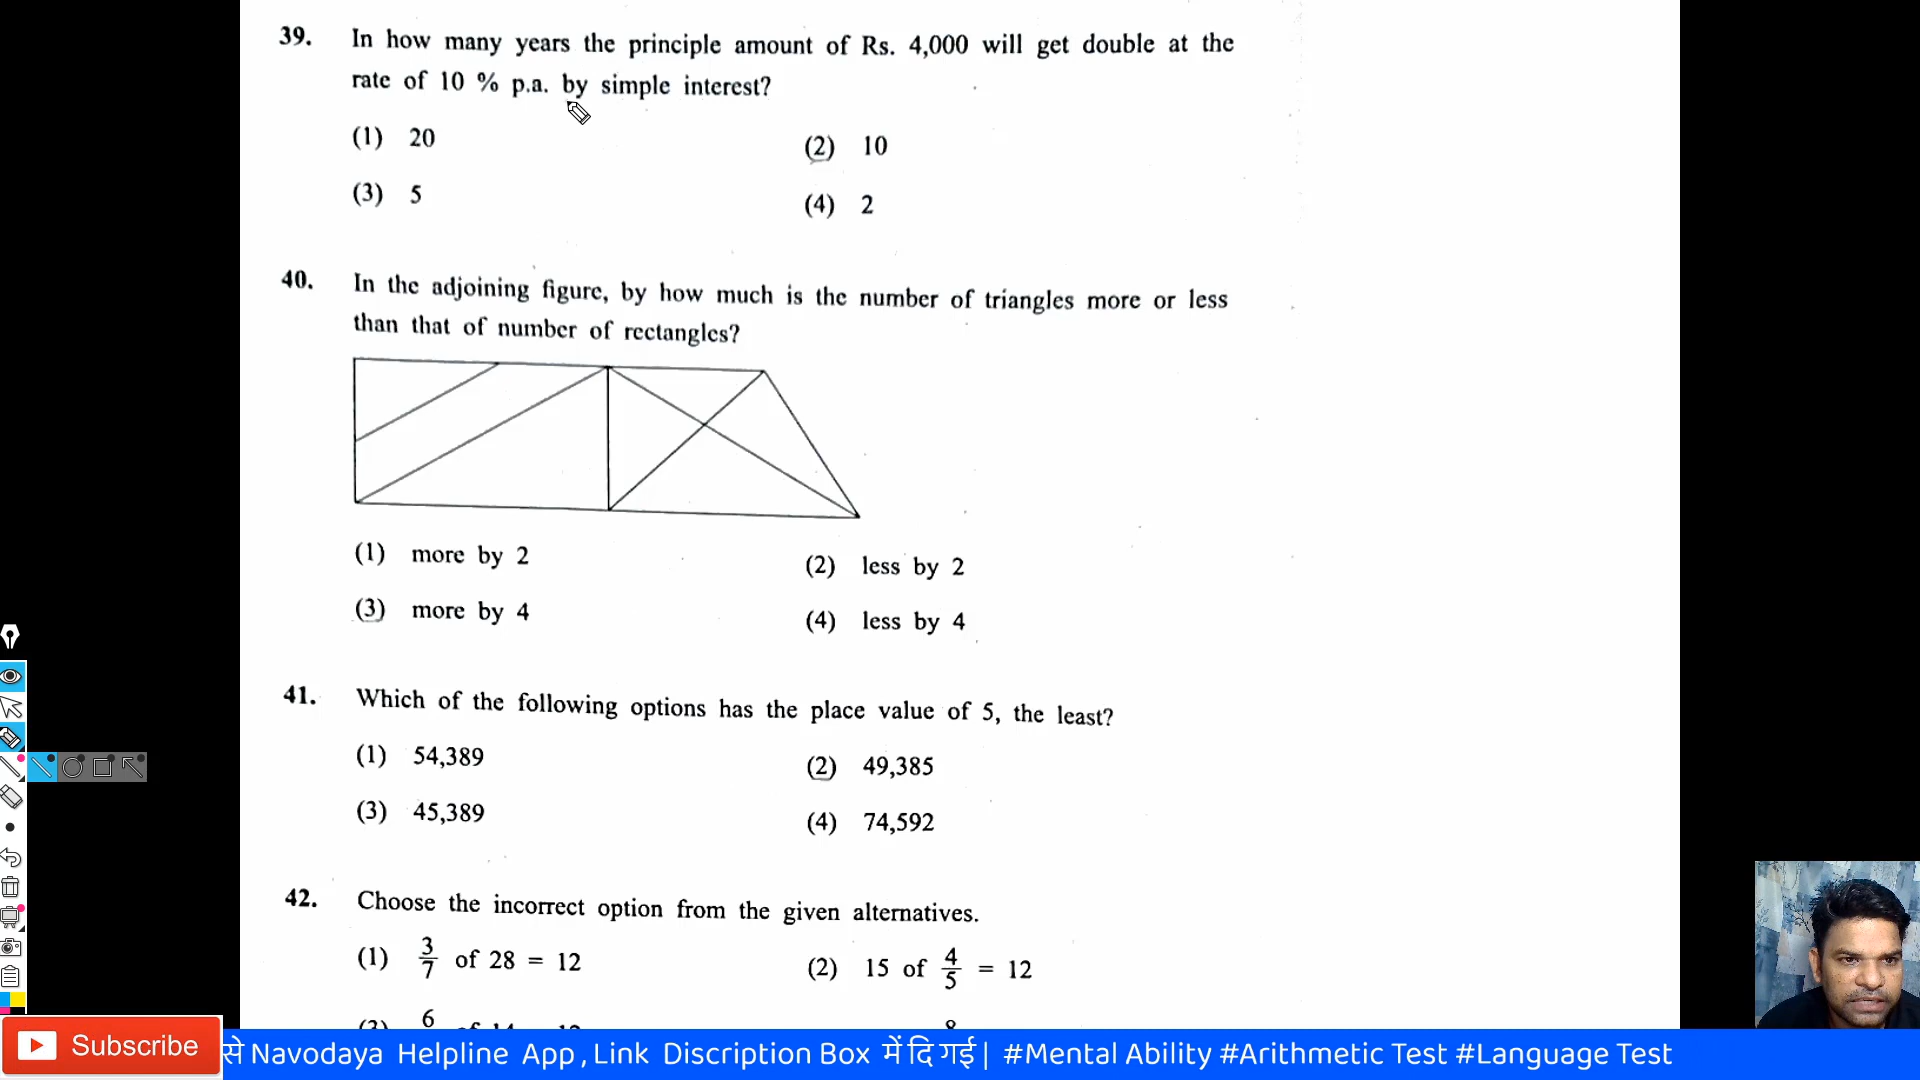 39. In how many years the principle amount of Rs. 4,000 will get double at the
rate of 10 % p.a. by simple interest?
(1) 20
(2) 10
(3) 5
(4) 2
40. In the adjoining figure, by how much is the number of triangles more or less
than that of number of rectangles?
(1) more by 2
(2) less by 2
(3) more by 4
(4) less by 4
41. Which of the following options has the place value of 5, the least?
(1) 54,389
(2) 49,385
(3) 45,389
(4) 74,592
42. Choose the incorrect option from the given alternatives.
(1) 3/7 of 28 = 12
(2) 15 of 4/5 = 12
6
Subscribe
से Navodaya Helpline App , Link Discription Box में दि गई | #Mental Ability #Arithmetic Test #Language Test